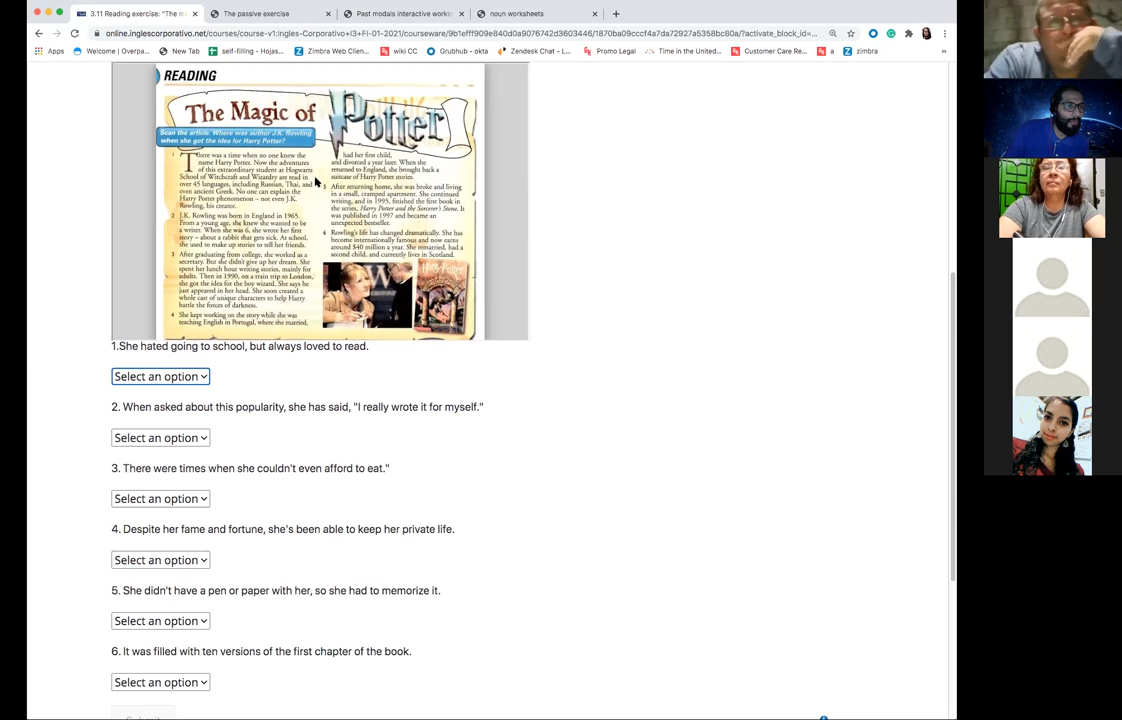 3.11 Reading exercise: "The m
The passive exercise
Past modals interactive works
noun worksheets
online.inglescorporativo.net/courses/course-v1:Ingles-Corporativo+I3+FI-01-2021/courseware/9b1efff909e840d0a9076742d3603446/1870ba09cccf4a7da72927a5358bc80a/?activate_block_id=...
Apps
Welcome | Overpa...
New Tab
self-filling - Hojas...
Zimbra Web Clien...
wiki CC
Grubhub - okta
Zendesk Chat - L...
Promo Legal
Time in the United...
Customer Care Re...
a
zimbra
»
READING
The Magic of Potter
Scan the article. Where was author J.K. Rowling
when she got the idea for Harry Potter?
1 There was a time when no one knew the
name Harry Potter. Now the adventures
of this extraordinary student at Hogwarts
School of Witchcraft and Wizardry are read in
over 45 languages, including Russian, Thai, and
even ancient Greek. No one can explain the
Harry Potter phenomenon – not even J.K.
Rowling, his creator.
2 J.K. Rowling was born in England in 1965.
From a young age, she knew she wanted to be
a writer. When she was 6, she wrote her first
story – about a rabbit that gets sick. At school,
she used to make up stories to tell her friends.
3 After graduating from college, she worked as a
secretary. But she didn't give up her dream. She
spent her lunch hour writing stories, mainly for
adults. Then in 1990, on a train trip to London,
she got the idea for the boy wizard. She says he
just appeared in her head. She soon created a
whole cast of unique characters to help Harry
battle the forces of darkness.
4 She kept working on the story while she was
teaching English in Portugal, where she married,
had her first child,
and divorced a year later. When she
returned to England, she brought back a
suitcase of Harry Potter stories.
5 After returning home, she was broke and living
in a small, cramped apartment. She continued
writing, and in 1995, finished the first book in
the series, Harry Potter and the Sorcerer's Stone. It
was published in 1997 and became an
unexpected bestseller.
6 Rowling's life has changed dramatically. She has
become internationally famous and now earns
around $40 million a year. She remarried, had a
second child, and currently lives in Scotland.
1.She hated going to school, but always loved to read.
Select an option
2. When asked about this popularity, she has said, "I really wrote it for myself."
Select an option
3. There were times when she couldn't even afford to eat."
Select an option
4. Despite her fame and fortune, she's been able to keep her private life.
Select an option
5. She didn't have a pen or paper with her, so she had to memorize it.
Select an option
6. It was filled with ten versions of the first chapter of the book.
Select an option